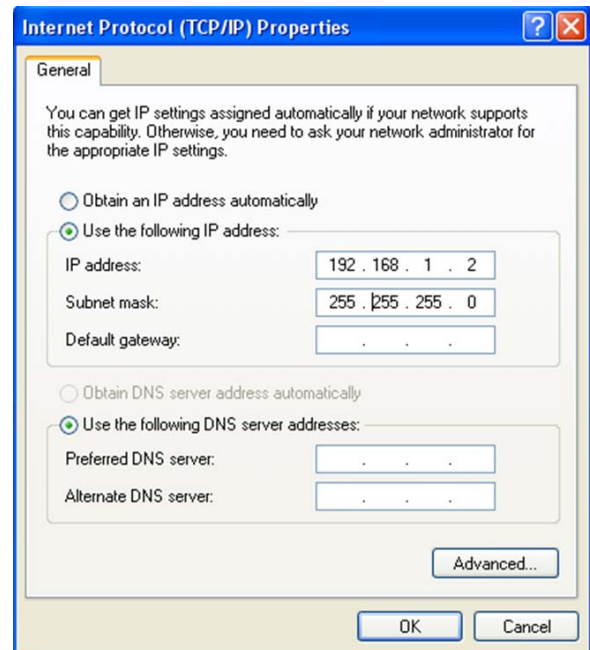 Internet Protocol (TCP/IP) Properties
General
You can get IP settings assigned automatically if your network supports
this capability. Otherwise, you need to ask your network administrator for
the appropriate IP settings.
Obtain an IP address automatically
Use the following IP address:
IP address: 192 . 168 . 1 . 2
Subnet mask: 255 . 255 . 255 . 0
Default gateway: . . .
Obtain DNS server address automatically
Use the following DNS server addresses:
Preferred DNS server: . . .
Alternate DNS server: . . .
Advanced...
OK Cancel